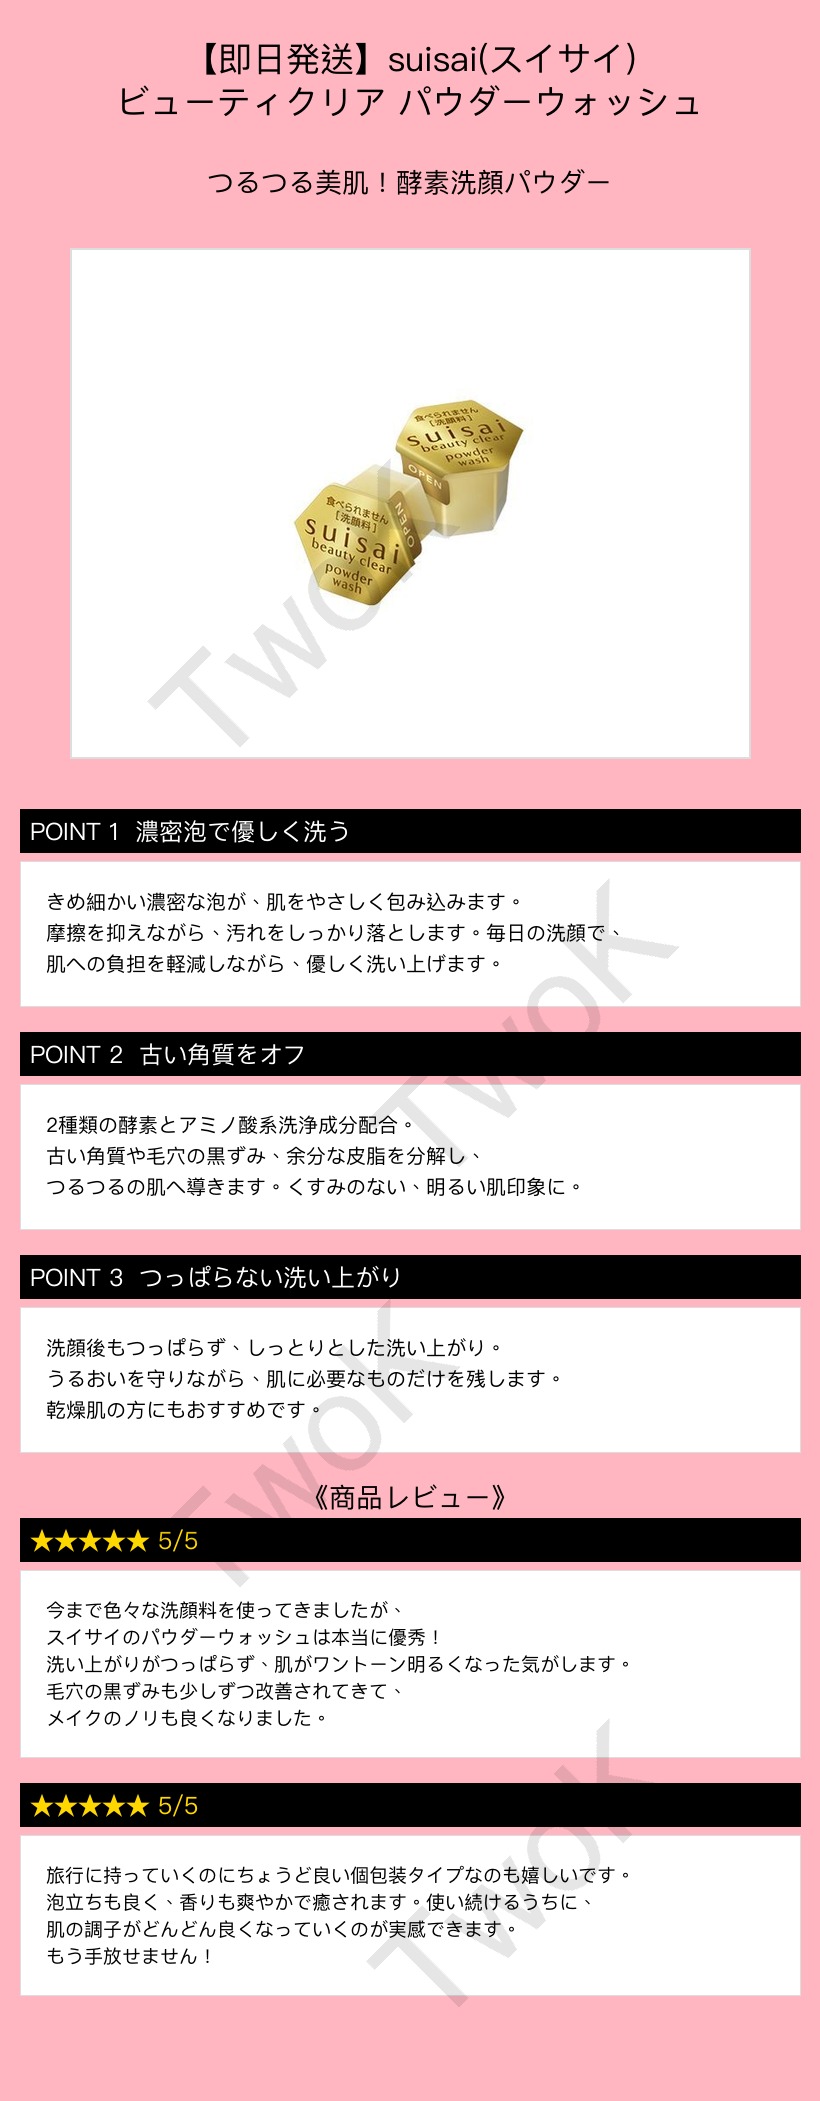 【即日発送】suisai(スイサイ)
ビューティクリア パウダーウォッシュ
つるつる美肌！酵素洗顔パウダー
食べられません
[洗顔料]
suisai
beauty clear
powder
wash
OPEN
食べられません
[洗顔料]
suisai
beauty clear
powder
wash
OPEN
TwoK
POINT 1 濃密泡で優しく洗う
きめ細かい濃密な泡が、肌をやさしく包み込みます。
摩擦を抑えながら、汚れをしっかり落とします。毎日の洗顔で、
肌への負担を軽減しながら、優しく洗い上げます。
TwoK
POINT 2 古い角質をオフ
2種類の酵素とアミノ酸系洗浄成分配合。
古い角質や毛穴の黒ずみ、余分な皮脂を分解し、
つるつるの肌へ導きます。くすみのない、明るい肌印象に。
POINT 3 つっぱらない洗い上がり
洗顔後もつっぱらず、しっとりとした洗い上がり。
うるおいを守りながら、肌に必要なものだけを残します。
乾燥肌の方にもおすすめです。
TwoK
《商品レビュー》
★★★★★ 5/5
今まで色々な洗顔料を使ってきましたが、
スイサイのパウダーウォッシュは本当に優秀！
洗い上がりがつっぱらず、肌がワントーン明るくなった気がします。
毛穴の黒ずみも少しずつ改善されてきて、
メイクのノリも良くなりました。
★★★★★ 5/5
旅行に持っていくのにちょうど良い個包装タイプなのも嬉しいです。
泡立ちも良く、香りも爽やかで癒されます。使い続けるうちに、
肌の調子がどんどん良くなっていくのが実感できます。
もう手放せません！
TwoK